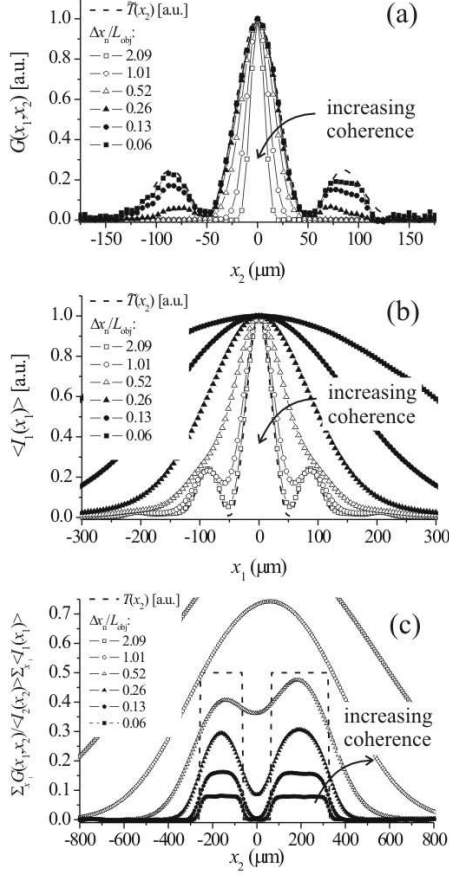 (a)
T(x₂) [a.u.]
Δxₙ/L_obj:
2.09
1.01
0.52
0.26
0.13
0.06
increasing
coherence
G(x₁,x₂) [a.u.]
1.0
0.8
0.6
0.4
0.2
0.0
-150 -100 -50 0 50 100 150
x₂ (μm)
(b)
T̃(x₂) [a.u.]
Δxₙ/L_obj:
2.09
1.01
0.52
0.26
0.13
0.06
increasing
coherence
<I₁(x₁)> [a.u.]
1.0
0.8
0.6
0.4
0.2
0.0
-300 -200 -100 0 100 200 300
x₁ (μm)
(c)
T(x₂) [a.u.]
Δxₙ/L_obj:
2.09
1.01
0.52
0.26
0.13
0.06
increasing
coherence
0.7
0.6
0.5
0.4
0.3
0.2
0.1
0.0
-800 -600 -400 -200 0 200 400 600 800
x₂ (μm)